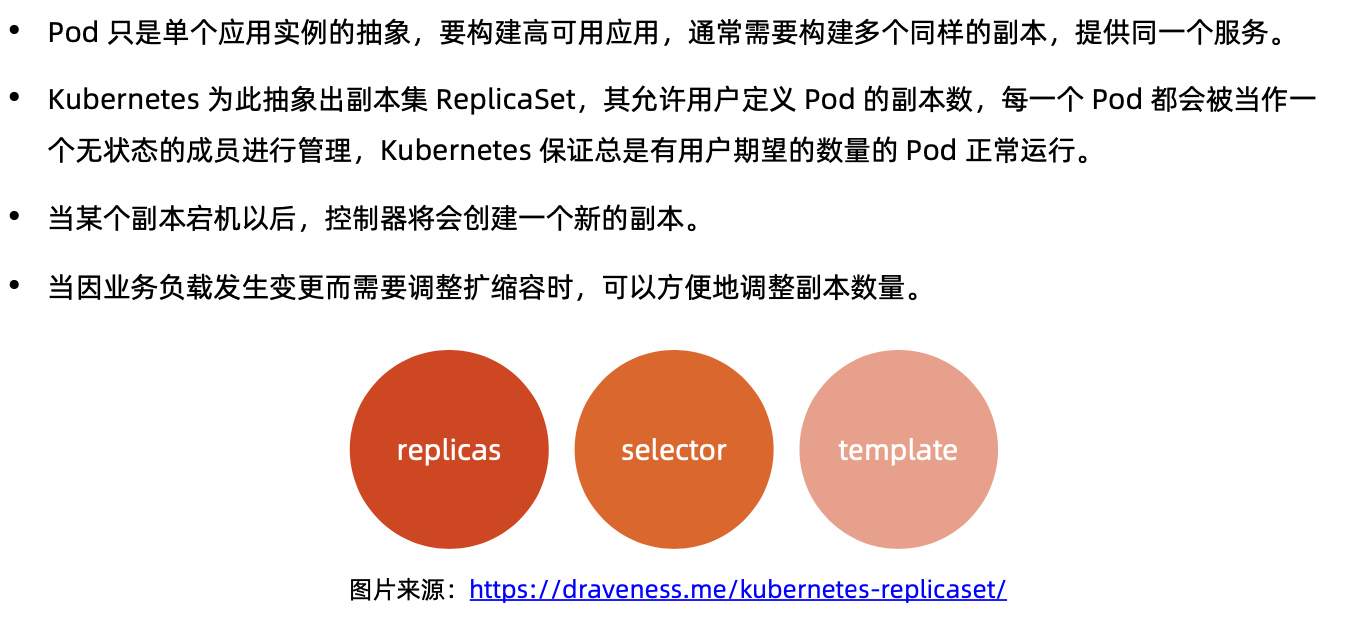 • Pod 只是单个应用实例的抽象，要构建高可用应用，通常需要构建多个同样的副本，提供同一个服务。
• Kubernetes 为此抽象出副本集 ReplicaSet，其允许用户定义 Pod 的副本数，每一个 Pod 都会被当作一
个无状态的成员进行管理，Kubernetes 保证总是有用户期望的数量的 Pod 正常运行。
• 当某个副本宕机以后，控制器将会创建一个新的副本。
• 当因业务负载发生变更而需要调整扩缩容时，可以方便地调整副本数量。
replicas
selector
template
图片来源：https://draveness.me/kubernetes-replicaset/